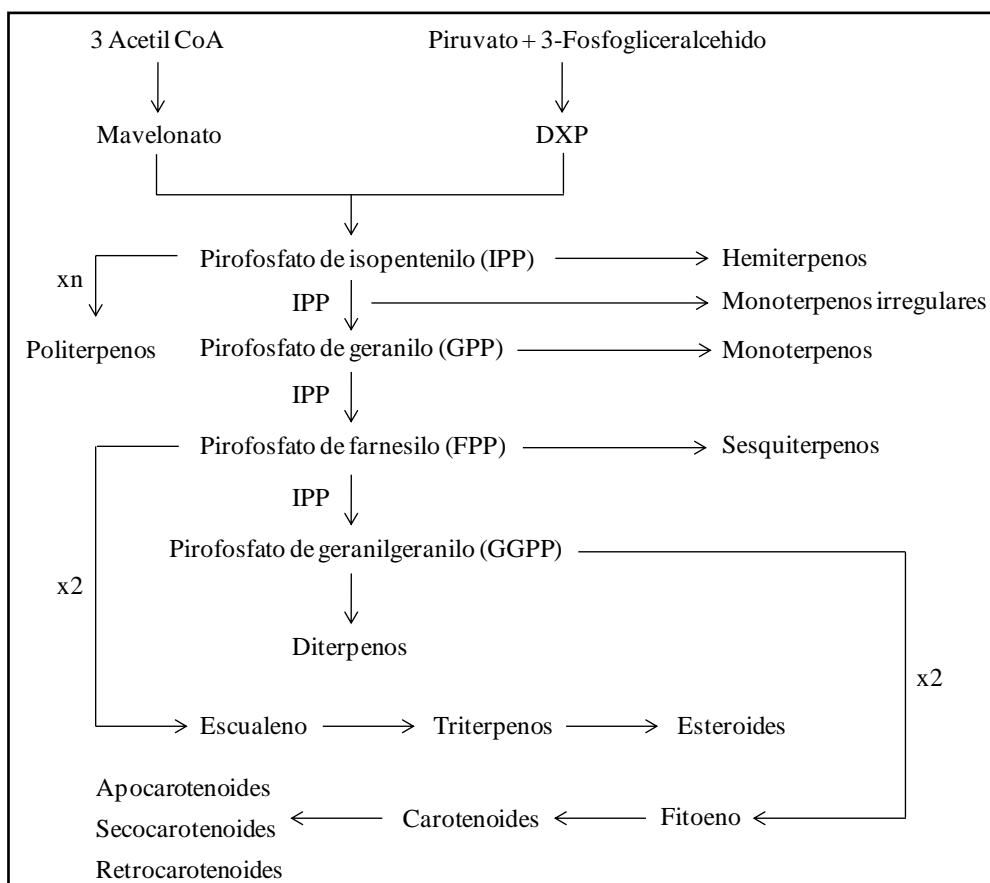 3 Acetil CoA
Piruvato + 3-Fosfogliceralcehido
Mavelonato
DXP
Pirofosfato de isopentenilo (IPP)
Hemiterpenos
xn
IPP
Monoterpenos irregulares
Politerpenos
Pirofosfato de geranilo (GPP)
Monoterpenos
IPP
Pirofosfato de farnesilo (FPP)
Sesquiterpenos
IPP
Pirofosfato de geranilgeranilo (GGPP)
x2
Diterpenos
x2
Escualeno
Triterpenos
Esteroides
Apocarotenoides
Secocarotenoides
Retrocarotenoides
Carotenoides
Fitoeno